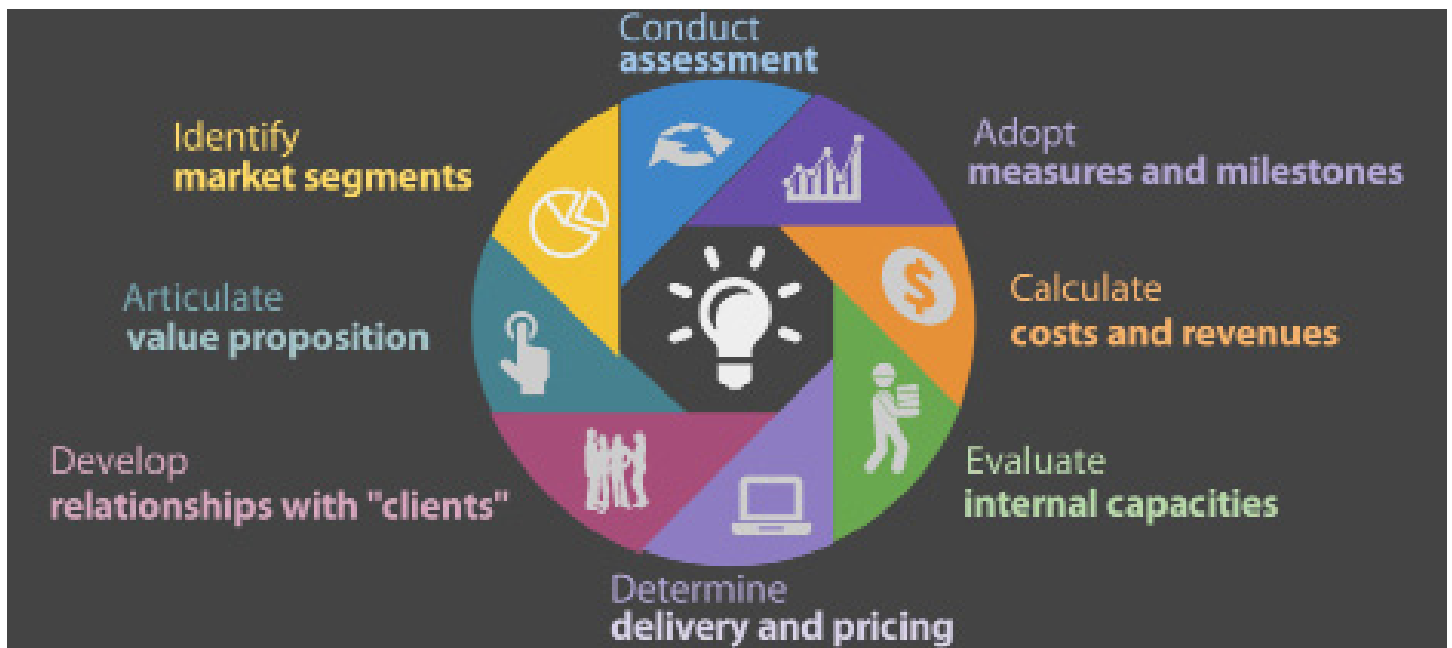 Conduct
assessment
Identify
market segments
Adopt
measures and milestones
Articulate
value proposition
Calculate
costs and revenues
Develop
relationships with "clients"
Evaluate
internal capacities
Determine
delivery and pricing
$